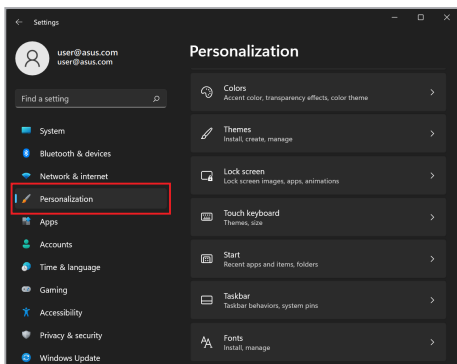 Settings
user@asus.com
user@asus.com
Find a setting
System
Bluetooth & devices
Network & internet
Personalization
Apps
Accounts
Time & language
Gaming
Accessibility
Privacy & security
Windows Update
Personalization
Colors
Accent color, transparency effects, color theme
Themes
Install, create, manage
Lock screen
Lock screen images, apps, animations
Touch keyboard
Themes, size
Start
Recent apps and items, folders
Taskbar
Taskbar behaviors, system pins
Fonts
Install, manage